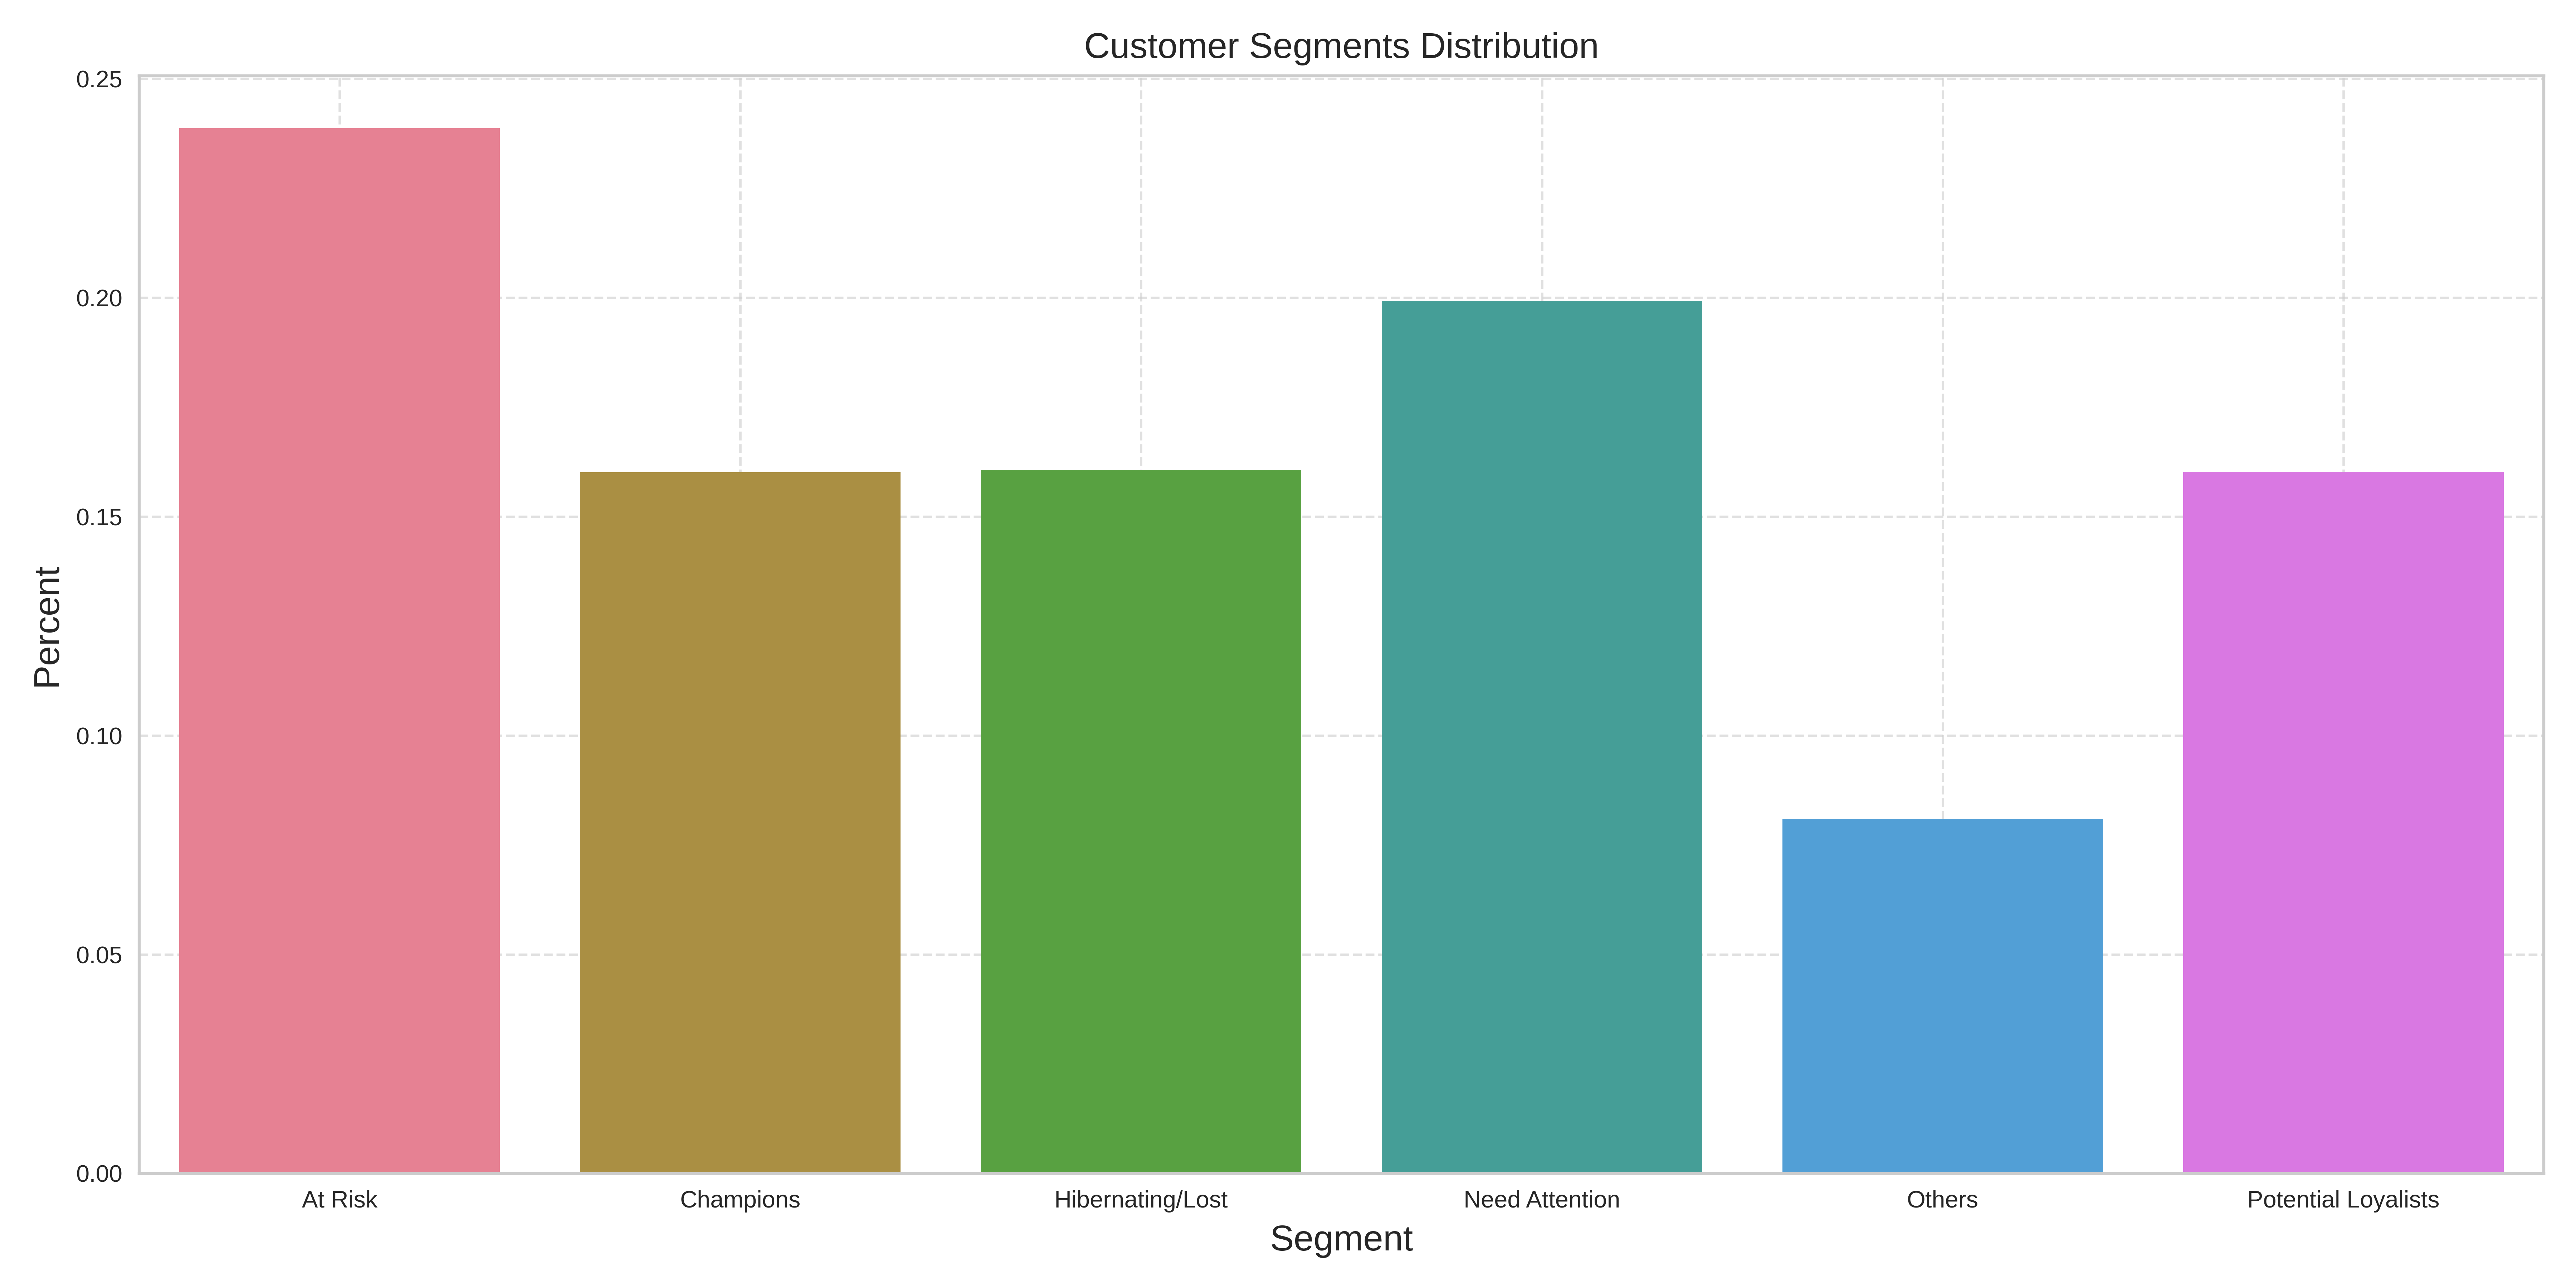 Customer Segments Distribution
0.25
0.20
0.15
0.10
0.05
0.00
Percent
At Risk
Champions
Hibernating/Lost
Need Attention
Others
Potential Loyalists
Segment